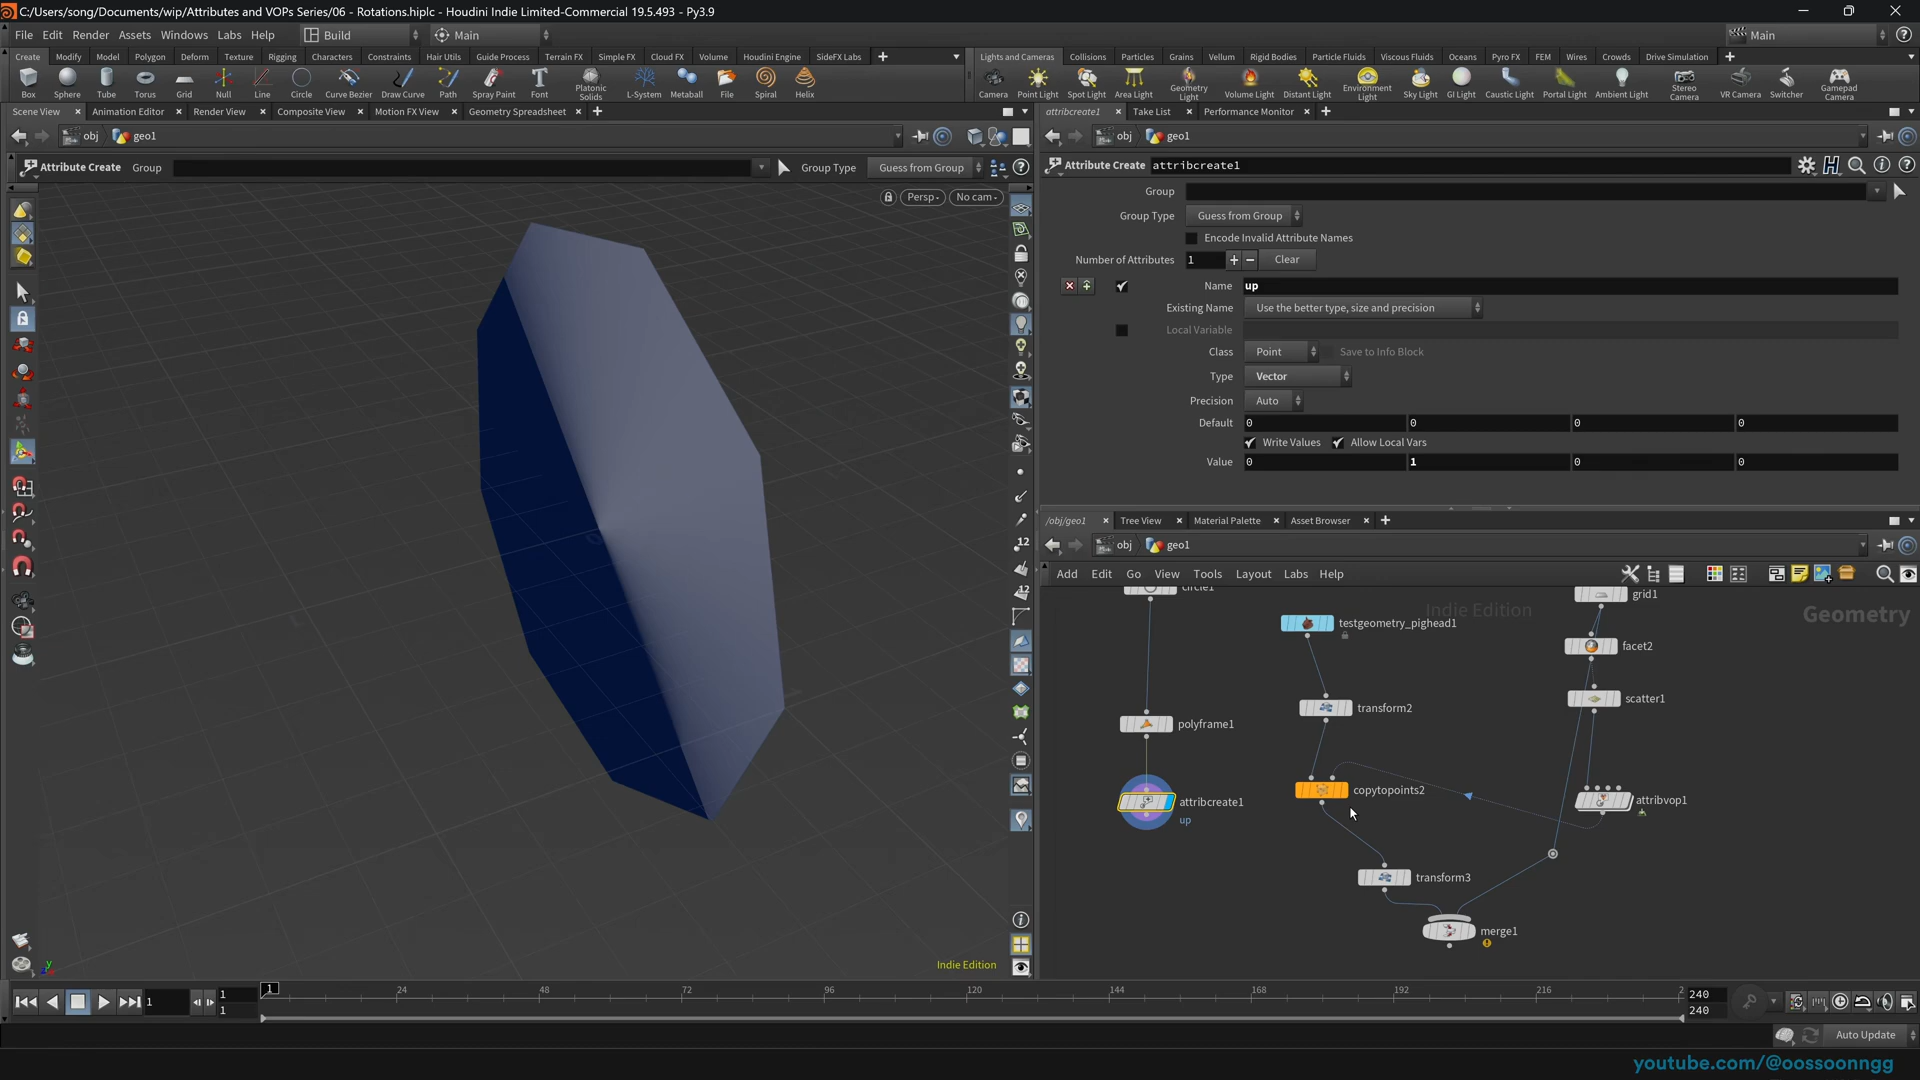 C:/Users/song/Documents/wip/Attributes and VOPs Series/06 - Rotations.hiplc - Houdini Indie Limited-Commercial 19.5.493 - Py3.9
File Edit Render Assets Windows Labs Help Build Main Main
Create Modify Model Polygon Deform Texture Rigging Characters Constraints Hair Utils Guide Process Terrain FX Simple FX Cloud FX Volume Houdini Engine SideFX Labs
Lights and Cameras Collisions Particles Grains Vellum Rigid Bodies Particle Fluids Viscous Fluids Oceans Pyro FX FEM Wires Crowds Drive Simulation
Box Sphere Tube Torus Grid Null Line Circle Curve Bezier Draw Curve Path Spray Paint Font Platonic Solids L-System Metaball File Spiral Helix
Camera Point Light Spot Light Area Light Geometry Light Volume Light Distant Light Environment Light Sky Light GI Light Caustic Light Portal Light Ambient Light Stereo Camera VR Camera Switcher Gamepad Camera
Scene View Animation Editor Render View Composite View Motion FX View Geometry Spreadsheet
attribcreate1 Take List Performance Monitor
obj geo1
obj geo1
Attribute Create Group Group Type Guess from Group
Attribute Create attribcreate1
Persp No cam
Group
Group Type Guess from Group
Encode Invalid Attribute Names
Number of Attributes 1 Clear
Name up
Existing Name Use the better type, size and precision
Local Variable
Class Point Save to Info Block
Type Vector
Precision Auto
Default 0 0 0 0
Write Values Allow Local Vars
Value 0 1 0 0
/obj/geo1 Tree View Material Palette Asset Browser
obj geo1
Add Edit Go View Tools Layout Labs Help
Indie Edition
Geometry
circle1
testgeometry_pighead1
grid1
facet2
scatter1
transform2
polyframe1
attribcreate1
up
copytopoints2
attribvop1
transform3
merge1
12
12
Indie Edition
1 1 1 1 24 48 72 96 120 144 168 192 216 2 240 240
Auto Update
youtube.com/@oossoonngg